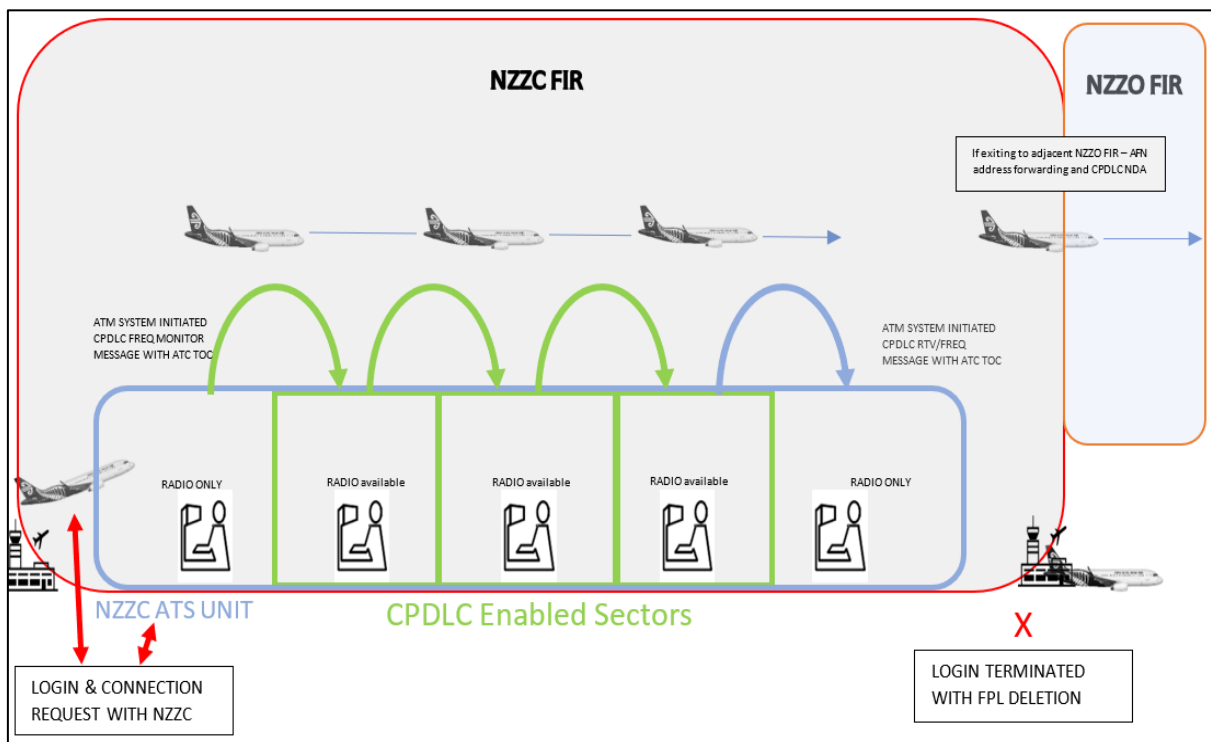 NZZC FIR
NZZO FIR
If exiting to adjacent NZZO FIR – AFN
address forwarding and CPDLC NDA
ATM SYSTEM INITIATED
CPDLC FREQ MONITOR
MESSAGE WITH ATC TOC
ATM SYSTEM INITIATED
CPDLC RTV/FREQ
MESSAGE WITH ATC TOC
RADIO ONLY
RADIO available
RADIO available
RADIO available
RADIO ONLY
NZZC ATS UNIT
CPDLC Enabled Sectors
X
LOGIN & CONNECTION
REQUEST WITH NZZC
LOGIN TERMINATED
WITH FPL DELETION